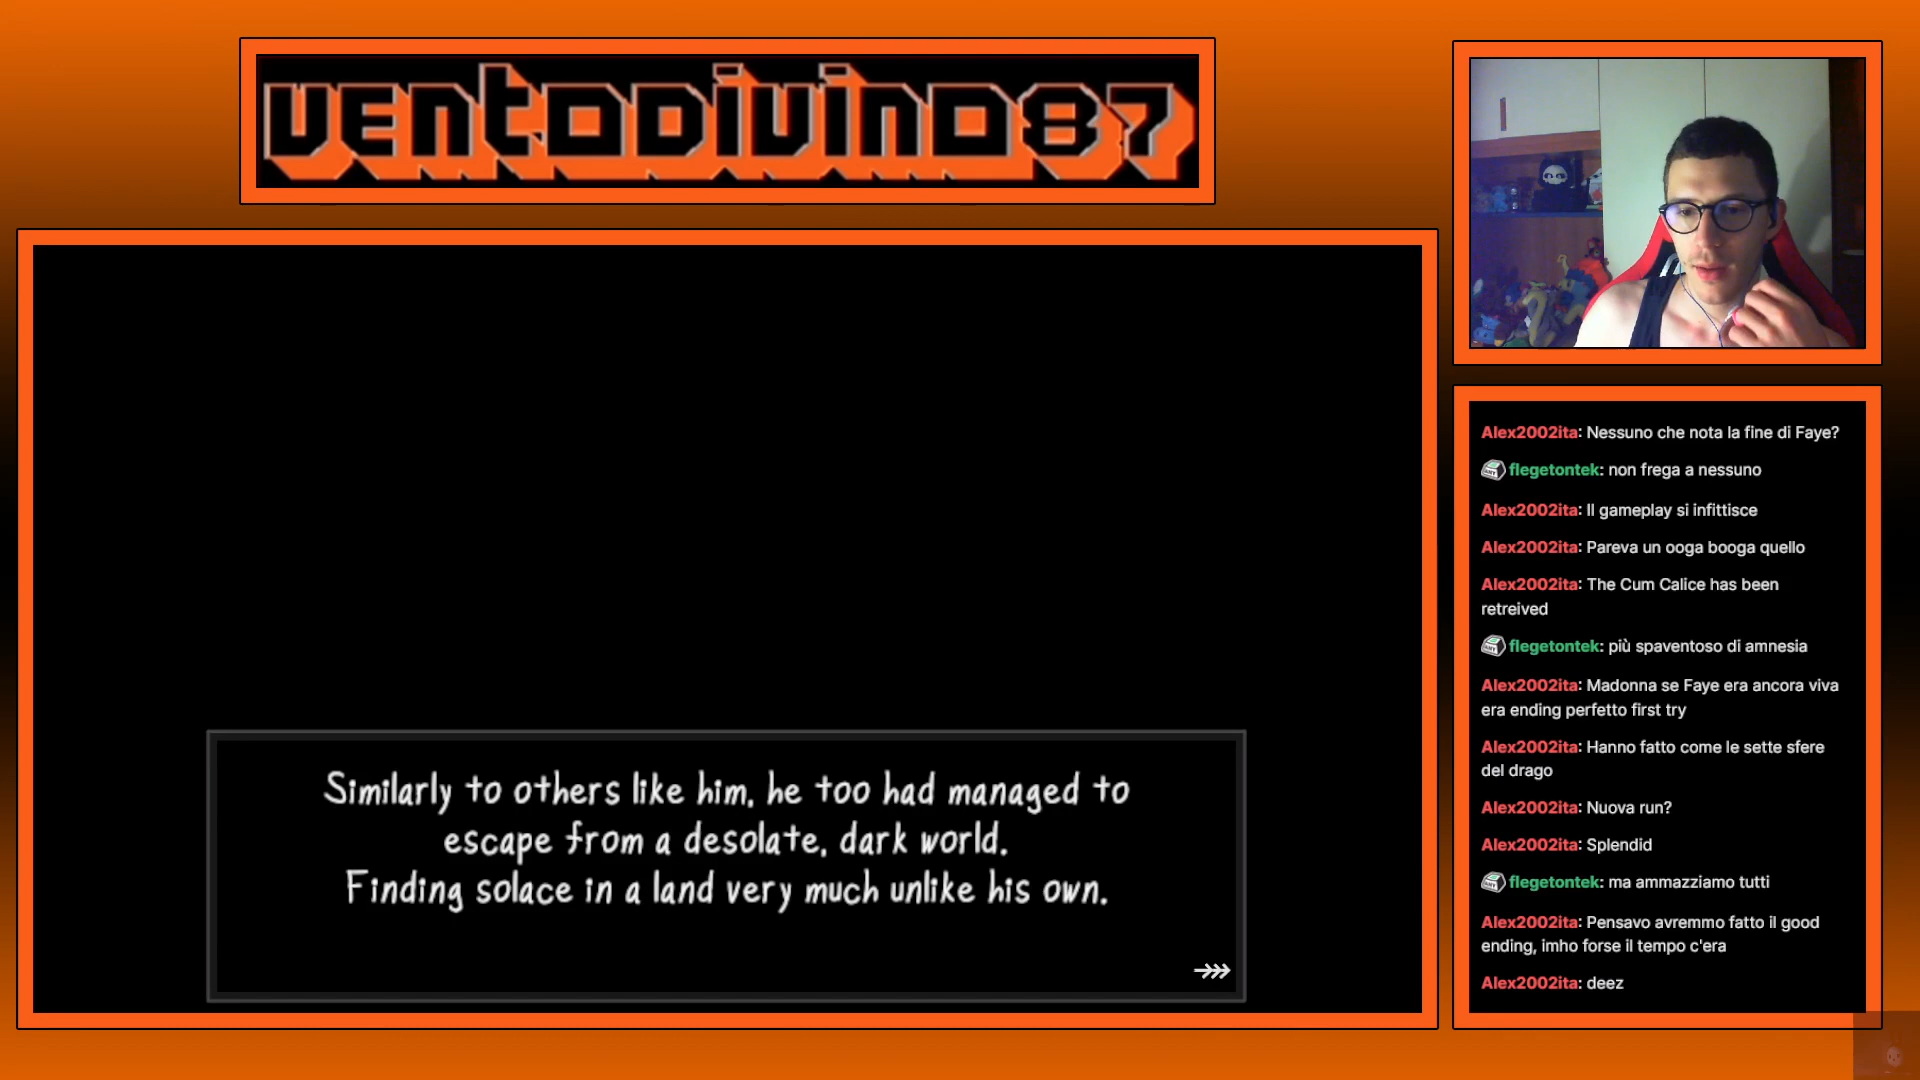 ventodivino87
Similarly to others like him, he too had managed to
escape from a desolate, dark world.
Finding solace in a land very much unlike his own.
Alex2002ita: Nessuno che nota la fine di Faye?
flegetontek: non frega a nessuno
Alex2002ita: Il gameplay si infittisce
Alex2002ita: Pareva un ooga booga quello
Alex2002ita: The Cum Calice has been
retreived
flegetontek: più spaventoso di amnesia
Alex2002ita: Madonna se Faye era ancora viva
era ending perfetto first try
Alex2002ita: Hanno fatto come le sette sfere
del drago
Alex2002ita: Nuova run?
Alex2002ita: Splendid
flegetontek: ma ammazziamo tutti
Alex2002ita: Pensavo avremmo fatto il good
ending, imho forse il tempo c'era
Alex2002ita: deez